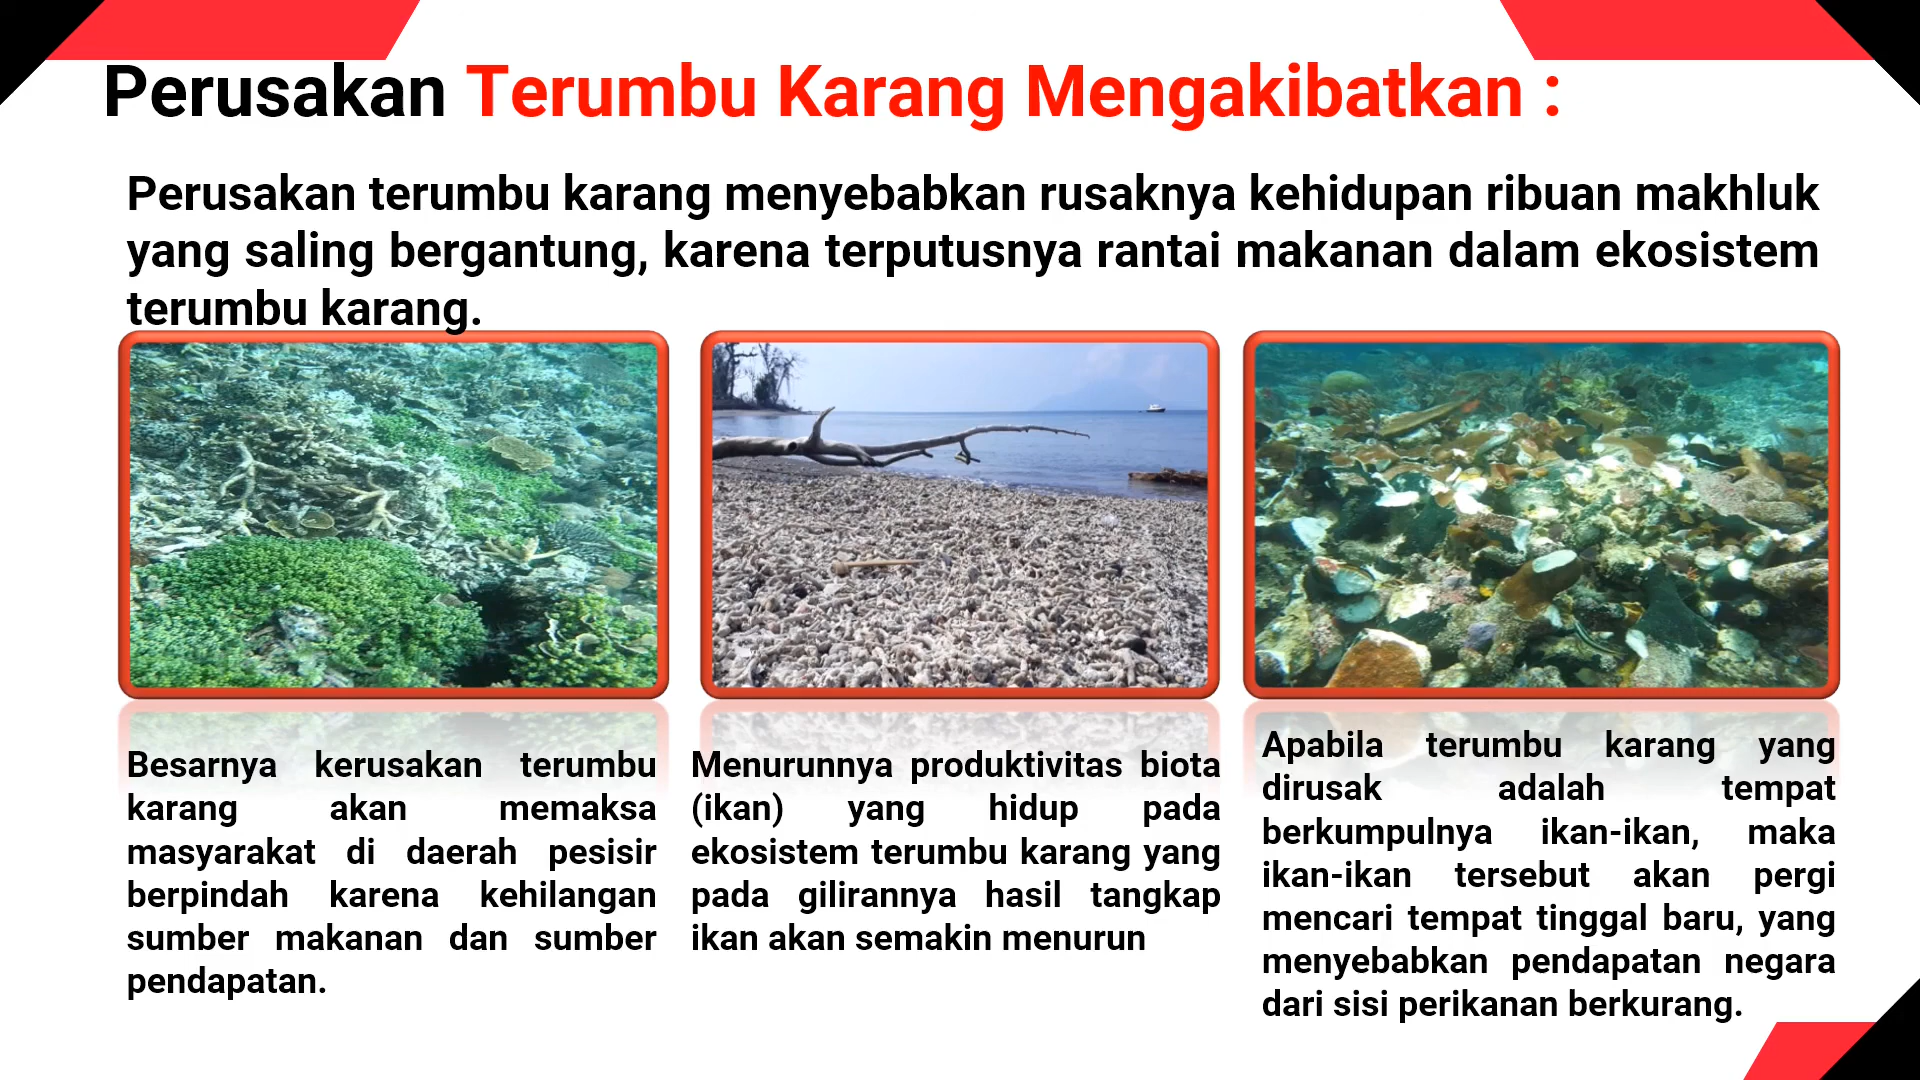 Perusakan Terumbu Karang Mengakibatkan :
Perusakan terumbu karang menyebabkan rusaknya kehidupan ribuan makhluk
yang saling bergantung, karena terputusnya rantai makanan dalam ekosistem
terumbu karang.
Besarnya kerusakan terumbu
karang akan memaksa
masyarakat di daerah pesisir
berpindah karena kehilangan
sumber makanan dan sumber
pendapatan.
Menurunnya produktivitas biota
(ikan) yang hidup pada
ekosistem terumbu karang yang
pada gilirannya hasil tangkap
ikan akan semakin menurun
Apabila terumbu karang yang
dirusak adalah tempat
berkumpulnya ikan-ikan, maka
ikan-ikan tersebut akan pergi
mencari tempat tinggal baru, yang
menyebabkan pendapatan negara
dari sisi perikanan berkurang.